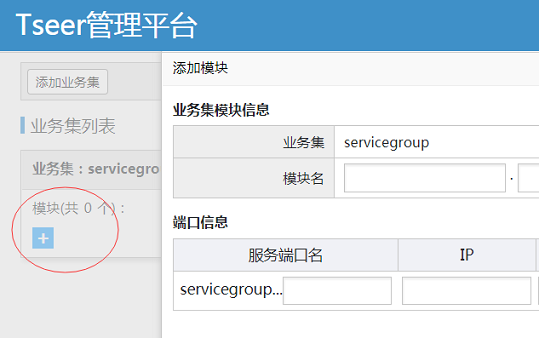 Tseer管理平台
添加业务集
业务集列表
业务集：servicegro
模块(共 0 个)：
+
添加模块
业务集模块信息
业务集 servicegroup
模块名 .
端口信息
服务端口名 IP
servicegroup...